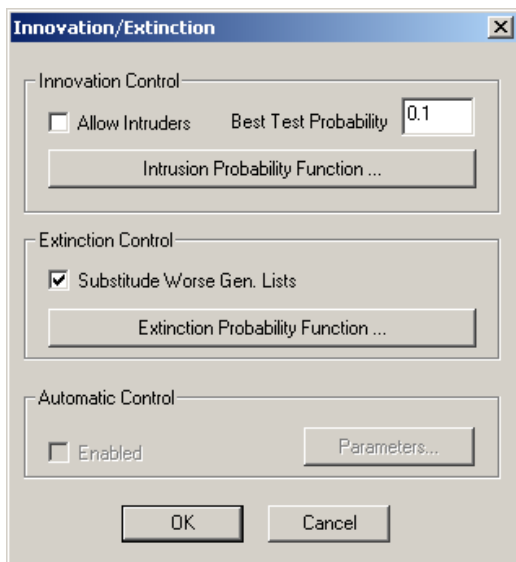 Innovation/Extinction
Innovation Control
Allow Intruders Best Test Probability 0.1
Intrusion Probability Function ...
Extinction Control
Substitude Worse Gen. Lists
Extinction Probability Function ...
Automatic Control
Enabled Parameters...
OK Cancel